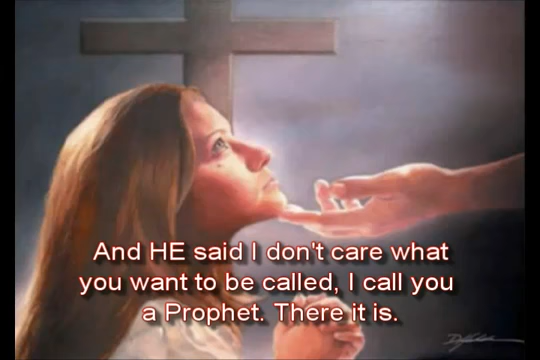 And HE said I don't care what
you want to be called, I call you
a Prophet. There it is.